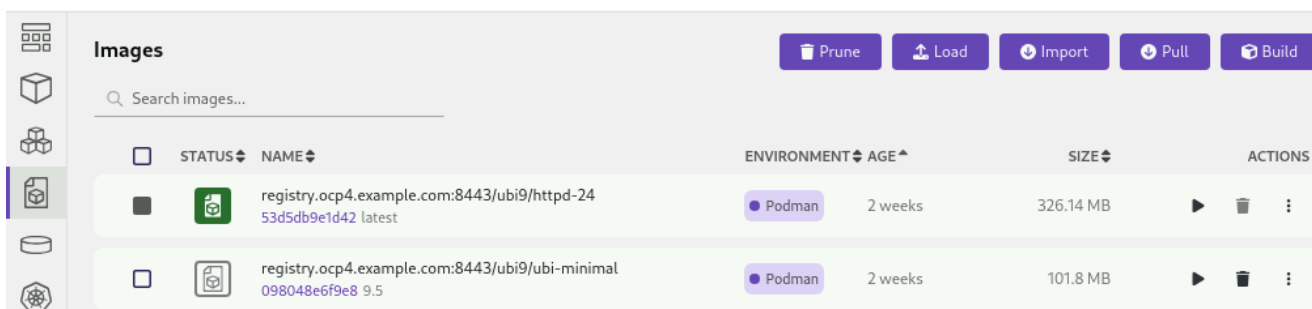 Images
Prune Load Import Pull Build
Search images...
STATUS NAME ENVIRONMENT AGE SIZE ACTIONS
registry.ocp4.example.com:8443/ubi9/httpd-24
53d5db9e1d42 latest
Podman 2 weeks 326.14 MB
registry.ocp4.example.com:8443/ubi9/ubi-minimal
098048e6f9e8 9.5
Podman 2 weeks 101.8 MB